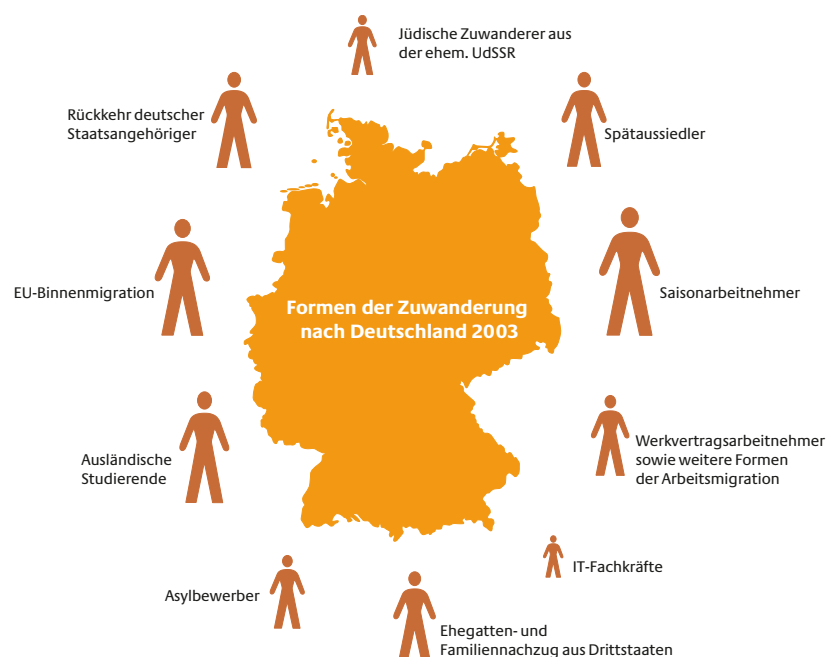 Jüdische Zuwanderer aus
der ehem. UdSSR
Rückkehr deutscher
Staatsangehöriger
Spätaussiedler
EU-Binnenmigration
Saisonarbeitnehmer
Formen der Zuwanderung
nach Deutschland 2003
Ausländische
Studierende
Werkvertragsarbeitnehmer
sowie weitere Formen
der Arbeitsmigration
IT-Fachkräfte
Asylbewerber
Ehegatten- und
Familiennachzug aus Drittstaaten